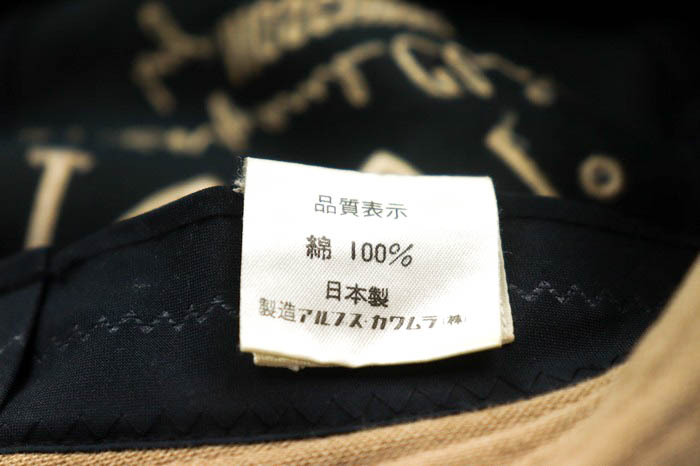 品質表示
綿 100%
日本製
製造アルプス・カワムラ(株)